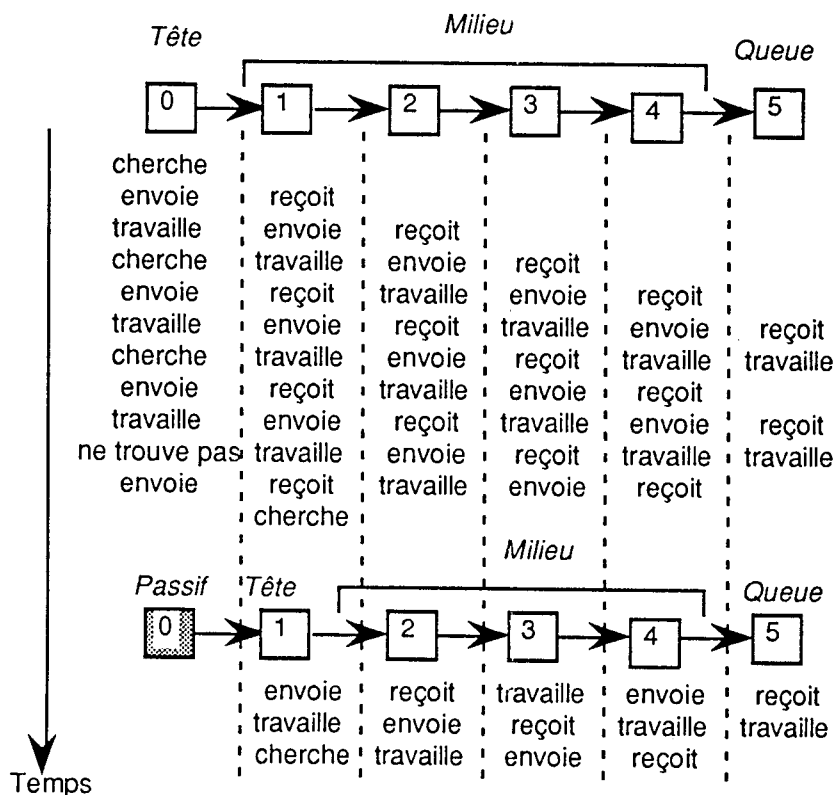 Tête Milieu Queue
0 1 2 3 4 5
cherche
envoie reçoit
travaille envoie reçoit
cherche travaille envoie reçoit
envoie reçoit travaille envoie reçoit
travaille envoie reçoit travaille envoie reçoit
cherche travaille envoie reçoit travaille travaille
envoie reçoit travaille envoie reçoit
travaille envoie reçoit travaille envoie reçoit
ne trouve pas travaille envoie reçoit travaille travaille
envoie reçoit travaille envoie reçoit
cherche
Milieu
Passif Tête Queue
0 1 2 3 4 5
envoie reçoit travaille envoie reçoit
travaille envoie reçoit travaille travaille
cherche travaille envoie reçoit
Temps